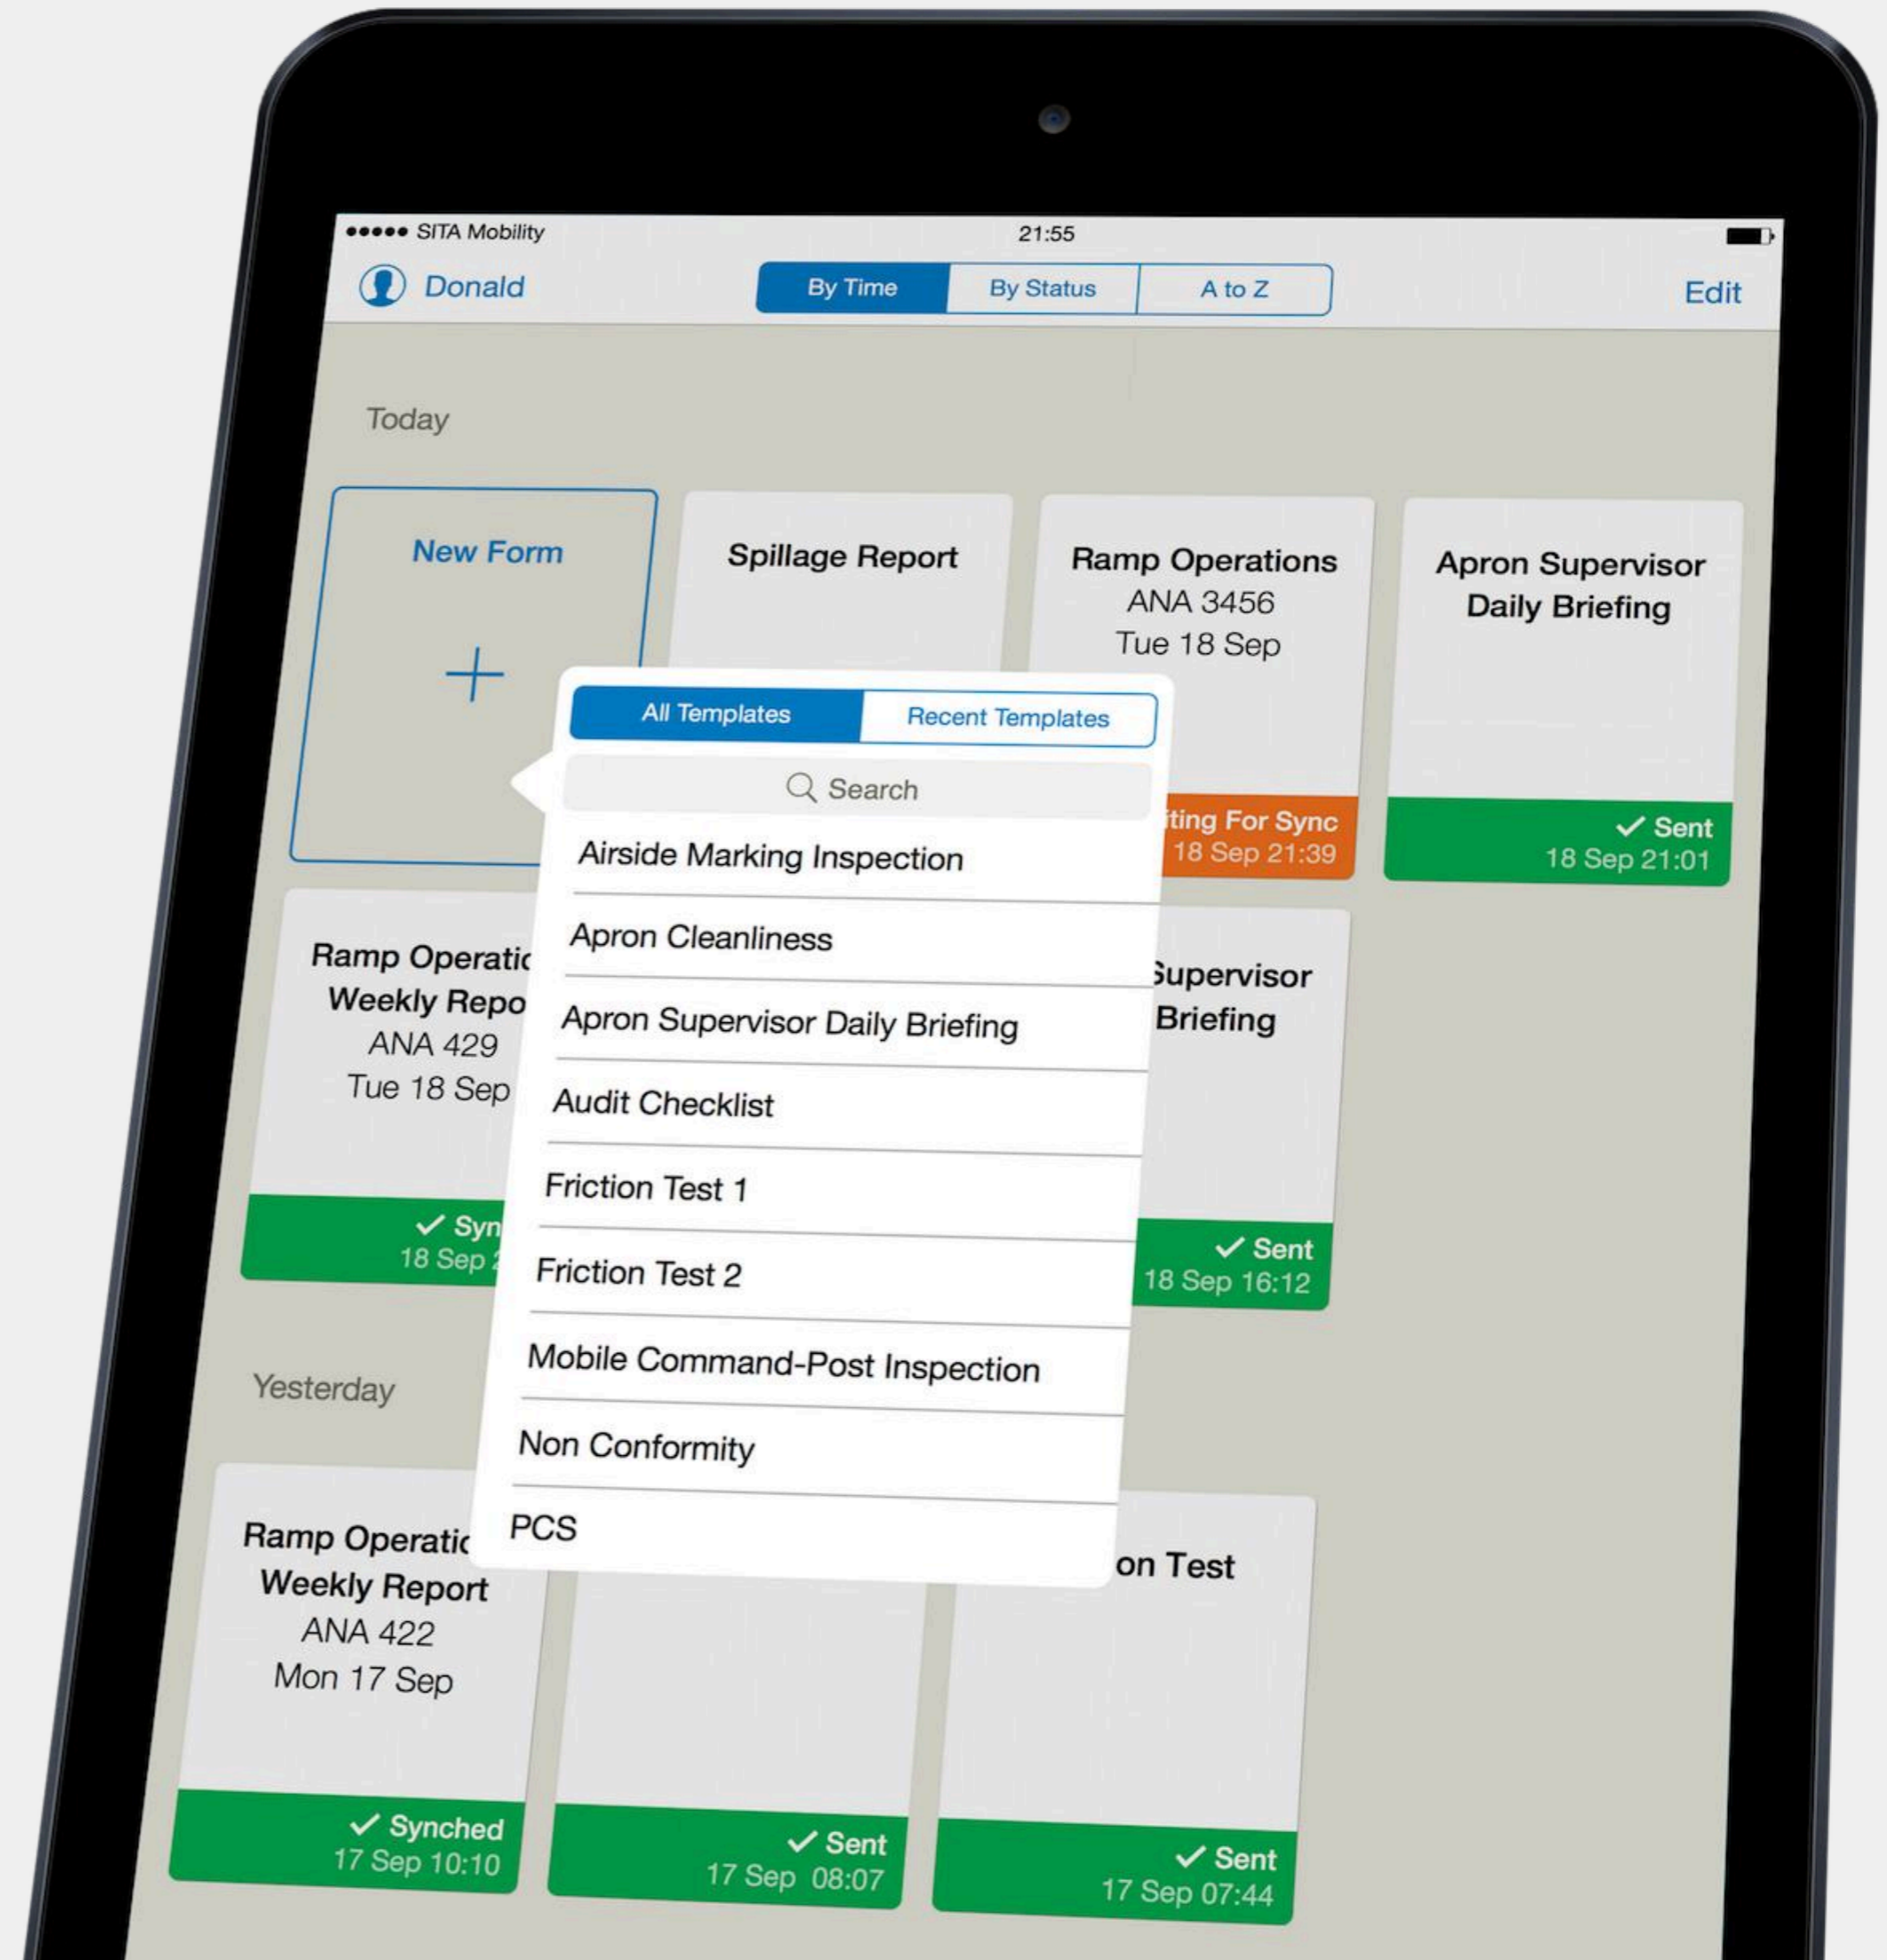 SITA Mobility
21:55
Donald
By Time
By Status
A to Z
Edit
Today
New Form
Spillage Report
Ramp Operations
ANA 3456
Tue 18 Sep
ting For Sync
18 Sep 21:39
Apron Supervisor
Daily Briefing
✓ Sent
18 Sep 21:01
All Templates
Recent Templates
Search
Airside Marking Inspection
Apron Cleanliness
Apron Supervisor Daily Briefing
Audit Checklist
Friction Test 1
Friction Test 2
Mobile Command-Post Inspection
Non Conformity
PCS
Ramp Operatio
Weekly Repo
ANA 429
Tue 18 Sep
✓ Syn
18 Sep
Supervisor
Briefing
✓ Sent
18 Sep 16:12
Yesterday
Ramp Operatio
Weekly Report
ANA 422
Mon 17 Sep
✓ Synched
17 Sep 10:10
✓ Sent
17 Sep 08:07
on Test
✓ Sent
17 Sep 07:44